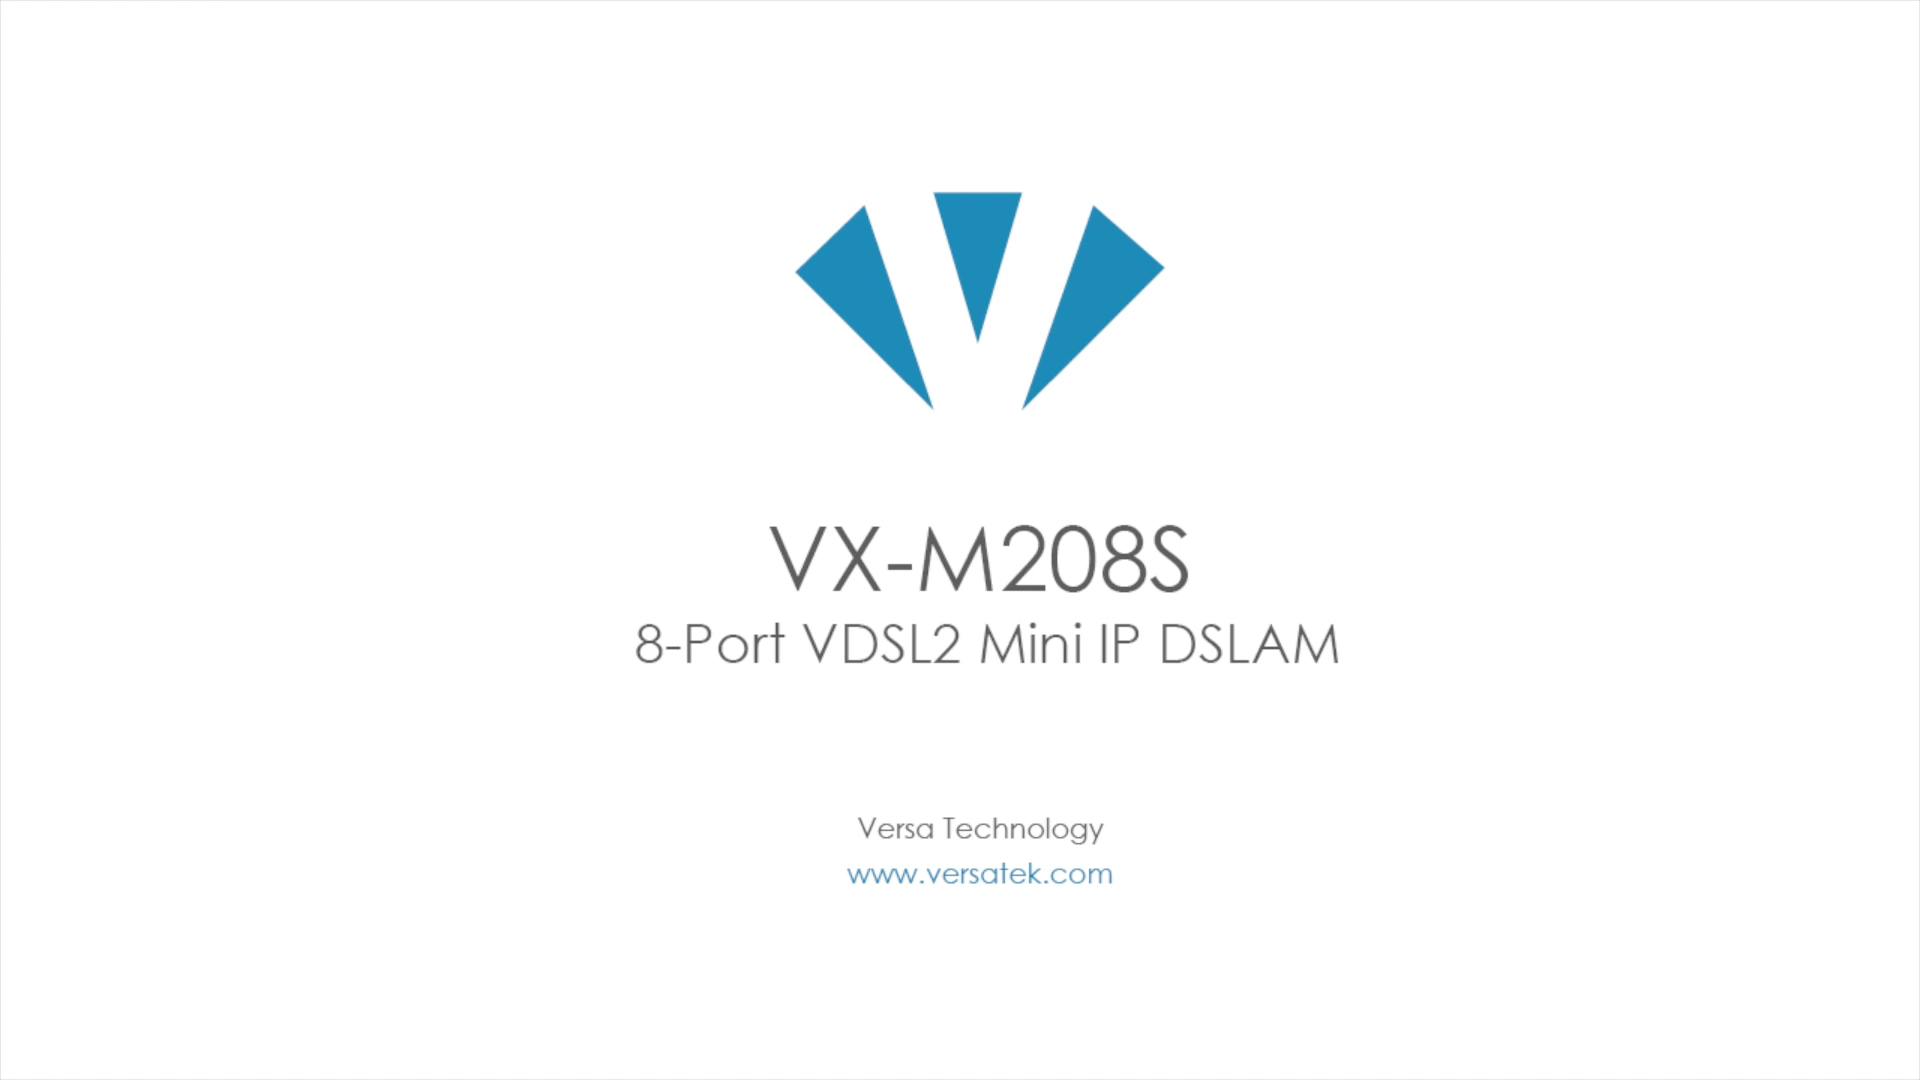 VX-M208S
8-Port VDSL2 Mini IP DSLAM
Versa Technology
www.versatek.com